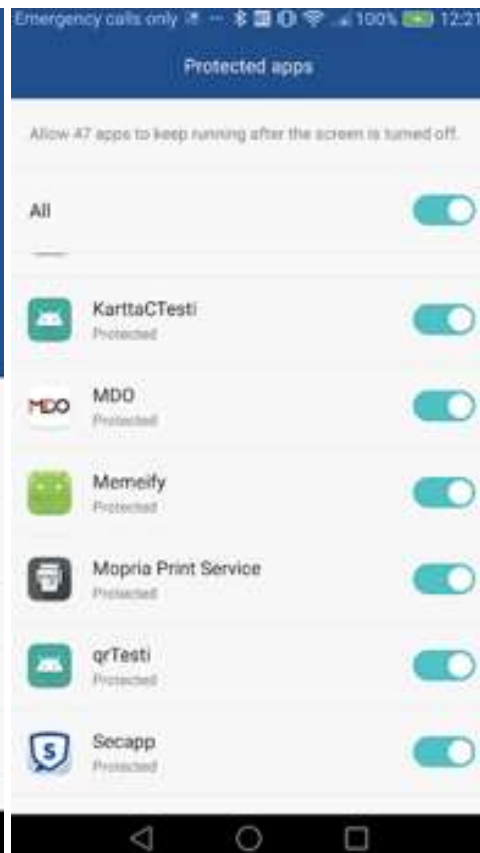 Emergency calls only 100% 12:21
Protected apps
Allow 47 apps to keep running after the screen is turned off.
All
KarttaCTesti
Protected
MDO
MDO
Protected
Memeify
Protected
Mopria Print Service
Protected
qrTesti
Protected
S
Secapp
Protected